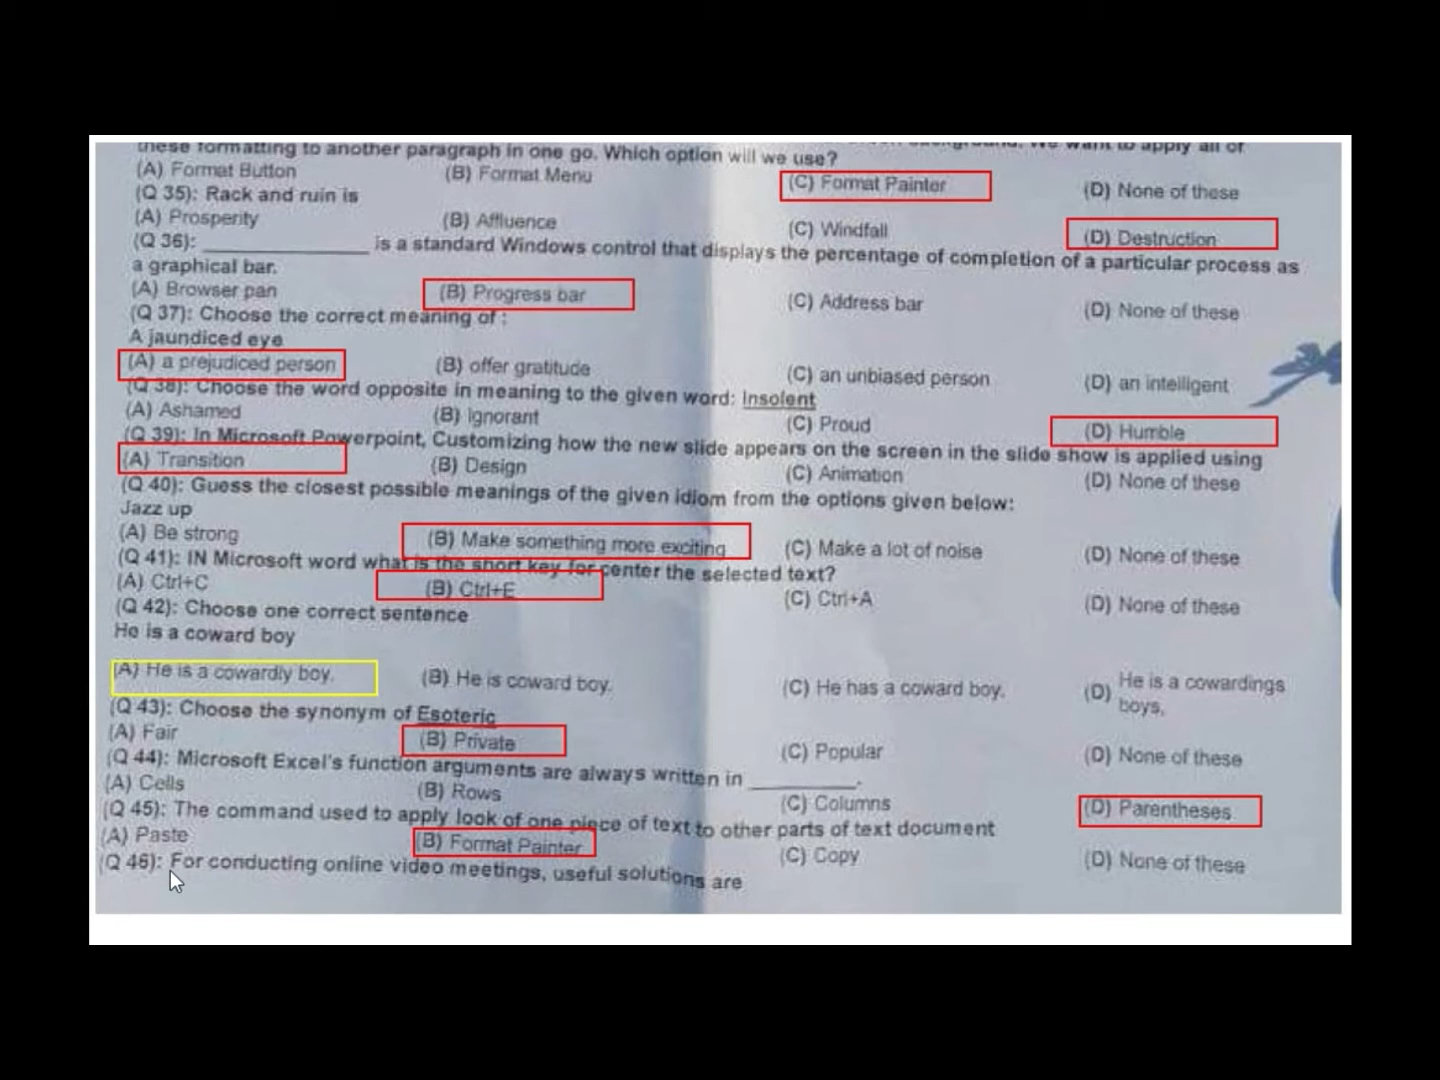 these formatting to another paragraph in one go. Which option will we use?
We want to apply all of
(A) Format Button (B) Format Menu (C) Format Painter (D) None of these
(Q 35): Rack and ruin is
(A) Prosperity (B) Affluence (C) Windfall (D) Destruction
(Q 36): ______________ is a standard Windows control that displays the percentage of completion of a particular process as
a graphical bar.
(A) Browser pan (B) Progress bar (C) Address bar (D) None of these
(Q 37): Choose the correct meaning of :
A jaundiced eye
(A) a prejudiced person (B) offer gratitude (C) an unbiased person (D) an intelligent
(Q 38): Choose the word opposite in meaning to the given word: Insolent
(A) Ashamed (B) Ignorant (C) Proud (D) Humble
(Q 39): In Microsoft Powerpoint, Customizing how the new slide appears on the screen in the slide show is applied using
(A) Transition (B) Design (C) Animation (D) None of these
(Q 40): Guess the closest possible meanings of the given idiom from the options given below:
Jazz up
(A) Be strong (B) Make something more exciting (C) Make a lot of noise (D) None of these
(Q 41): IN Microsoft word what is the short key for center the selected text?
(A) Ctrl+C (B) Ctrl+E (C) Ctrl+A (D) None of these
(Q 42): Choose one correct sentence
He is a coward boy
(A) He is a cowardly boy. (B) He is coward boy. (C) He has a coward boy. (D) He is a cowardings boys.
(Q 43): Choose the synonym of Esoteric
(A) Fair (B) Private (C) Popular (D) None of these
(Q 44): Microsoft Excel's function arguments are always written in _________.
(A) Cells (B) Rows (C) Columns (D) Parentheses
(Q 45): The command used to apply look of one piece of text to other parts of text document
(A) Paste (B) Format Painter (C) Copy (D) None of these
(Q 46): For conducting online video meetings, useful solutions are